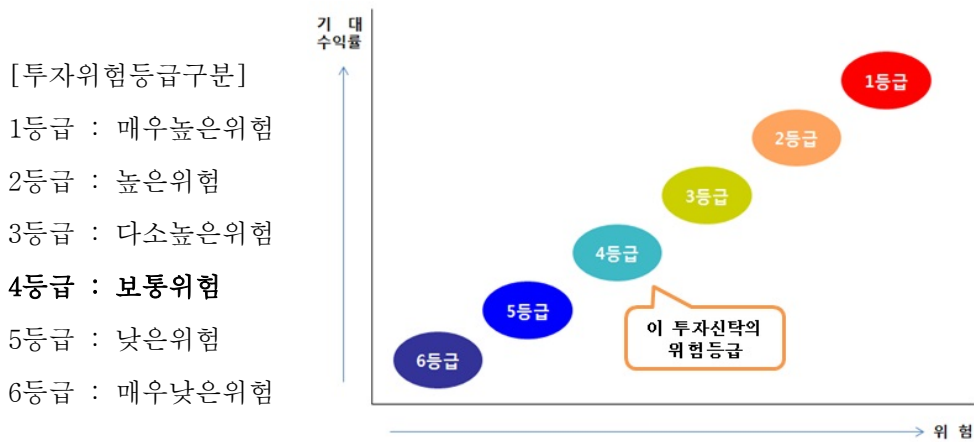 [투자위험등급구분]
1등급 : 매우높은위험
2등급 : 높은위험
3등급 : 다소높은위험
4등급 : 보통위험
5등급 : 낮은위험
6등급 : 매우낮은위험
기 대
수익률
1등급
2등급
3등급
4등급
5등급
6등급
이 투자신탁의
위험등급
위 험